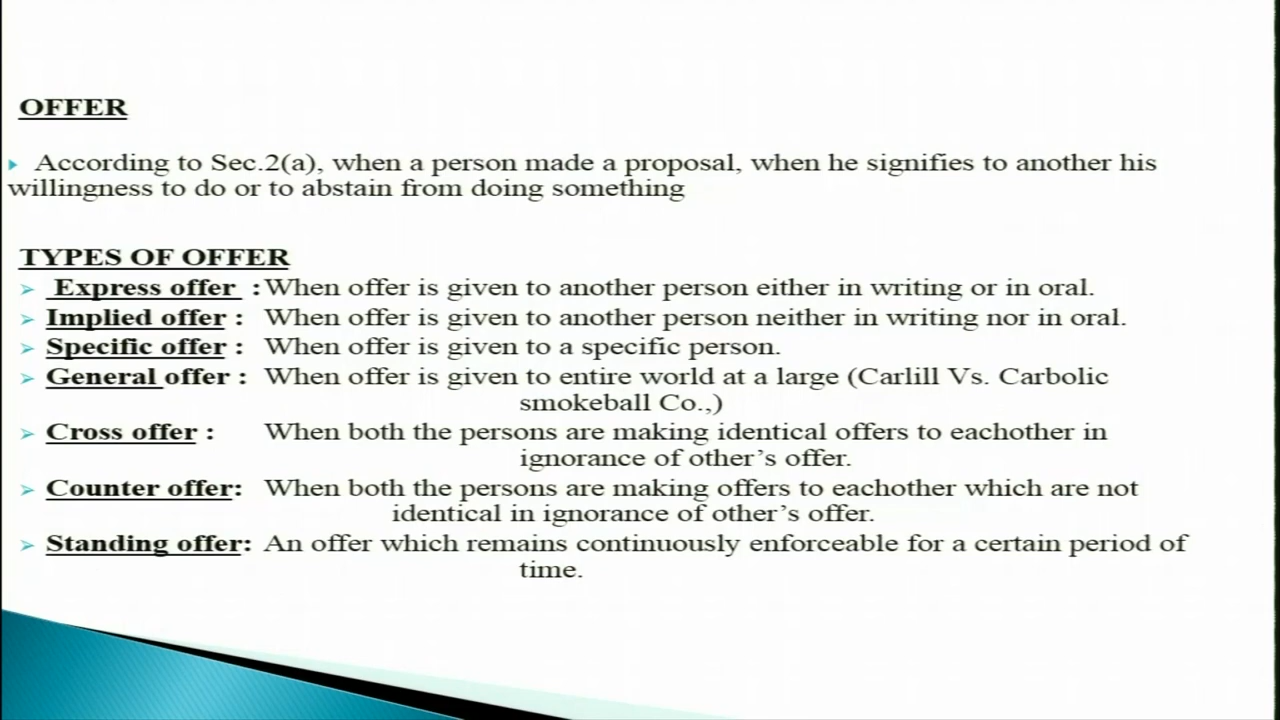 OFFER
According to Sec.2(a), when a person made a proposal, when he signifies to another his
willingness to do or to abstain from doing something
TYPES OF OFFER
Express offer : When offer is given to another person either in writing or in oral.
Implied offer : When offer is given to another person neither in writing nor in oral.
Specific offer : When offer is given to a specific person.
General offer : When offer is given to entire world at a large (Carlill Vs. Carbolic
smokeball Co.,)
Cross offer : When both the persons are making identical offers to eachother in
ignorance of other's offer.
Counter offer: When both the persons are making offers to eachother which are not
identical in ignorance of other's offer.
Standing offer: An offer which remains continuously enforceable for a certain period of
time.